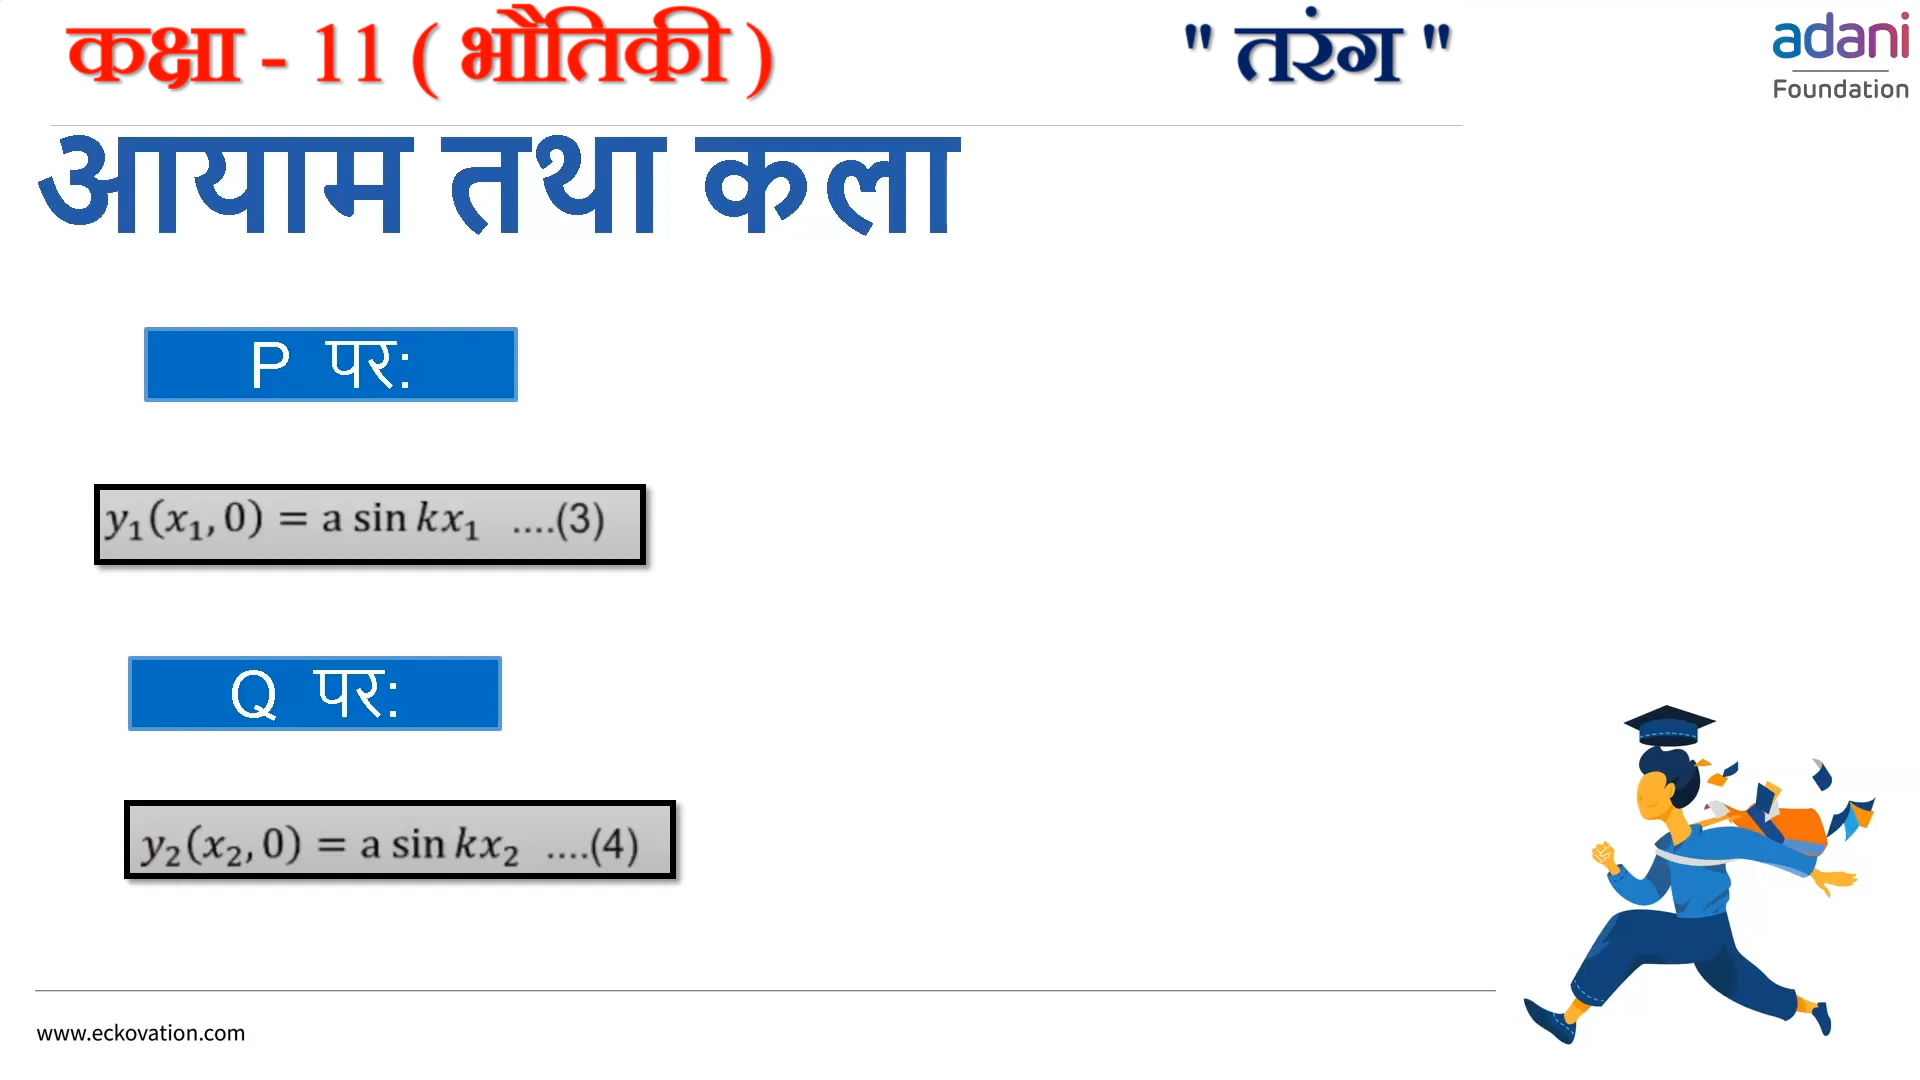 कक्षा - 11 ( भौतिकी )
" तरंग "
adani
Foundation
आयाम तथा कला
P पर:
y₁(x₁, 0) = a sin kx₁ ....(3)
Q पर:
y₂(x₂, 0) = a sin kx₂ ....(4)
www.eckovation.com